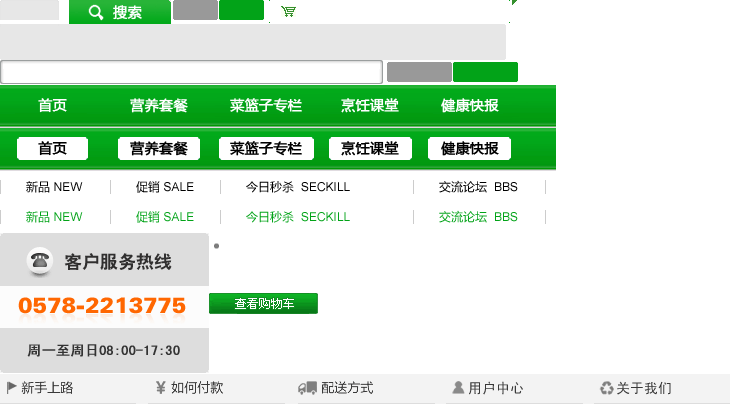 搜索
首页 营养套餐 菜篮子专栏 烹饪课堂 健康快报
首页 营养套餐 菜篮子专栏 烹饪课堂 健康快报
新品 NEW 促销 SALE 今日秒杀 SECKILL 交流论坛 BBS
新品 NEW 促销 SALE 今日秒杀 SECKILL 交流论坛 BBS
客户服务热线
0578-2213775 查看购物车
周一至周日08:00-17:30
新手上路 ¥ 如何付款 配送方式 用户中心 关于我们